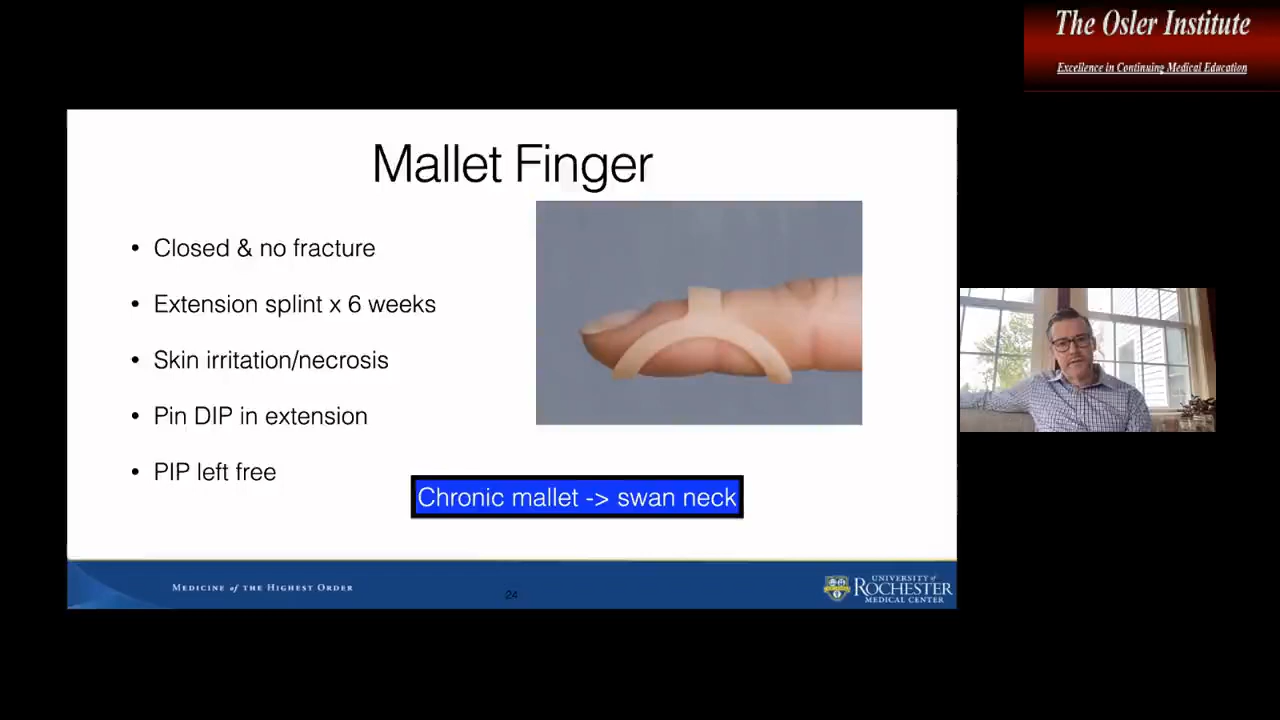 The Osler Institute
Excellence in Continuing Medical Education
Mallet Finger
• Closed & no fracture
• Extension splint x 6 weeks
• Skin irritation/necrosis
• Pin DIP in extension
• PIP left free
Chronic mallet -> swan neck
MEDICINE of THE HIGHEST ORDER
24
UNIVERSITY of
ROCHESTER
MEDICAL CENTER